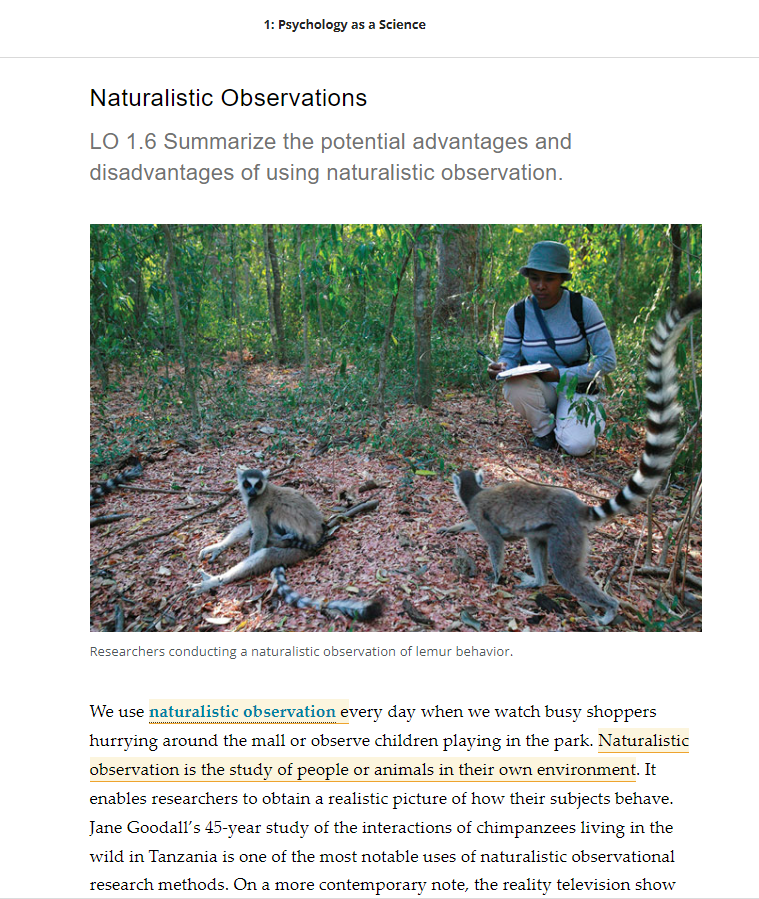 1: Psychology as a Science
Naturalistic Observations
LO 1.6 Summarize the potential advantages and
disadvantages of using naturalistic observation.
Researchers conducting a naturalistic observation of lemur behavior.
We use naturalistic observation every day when we watch busy shoppers
hurrying around the mall or observe children playing in the park. Naturalistic
observation is the study of people or animals in their own environment. It
enables researchers to obtain a realistic picture of how their subjects behave.
Jane Goodall’s 45-year study of the interactions of chimpanzees living in the
wild in Tanzania is one of the most notable uses of naturalistic observational
research methods. On a more contemporary note, the reality television show